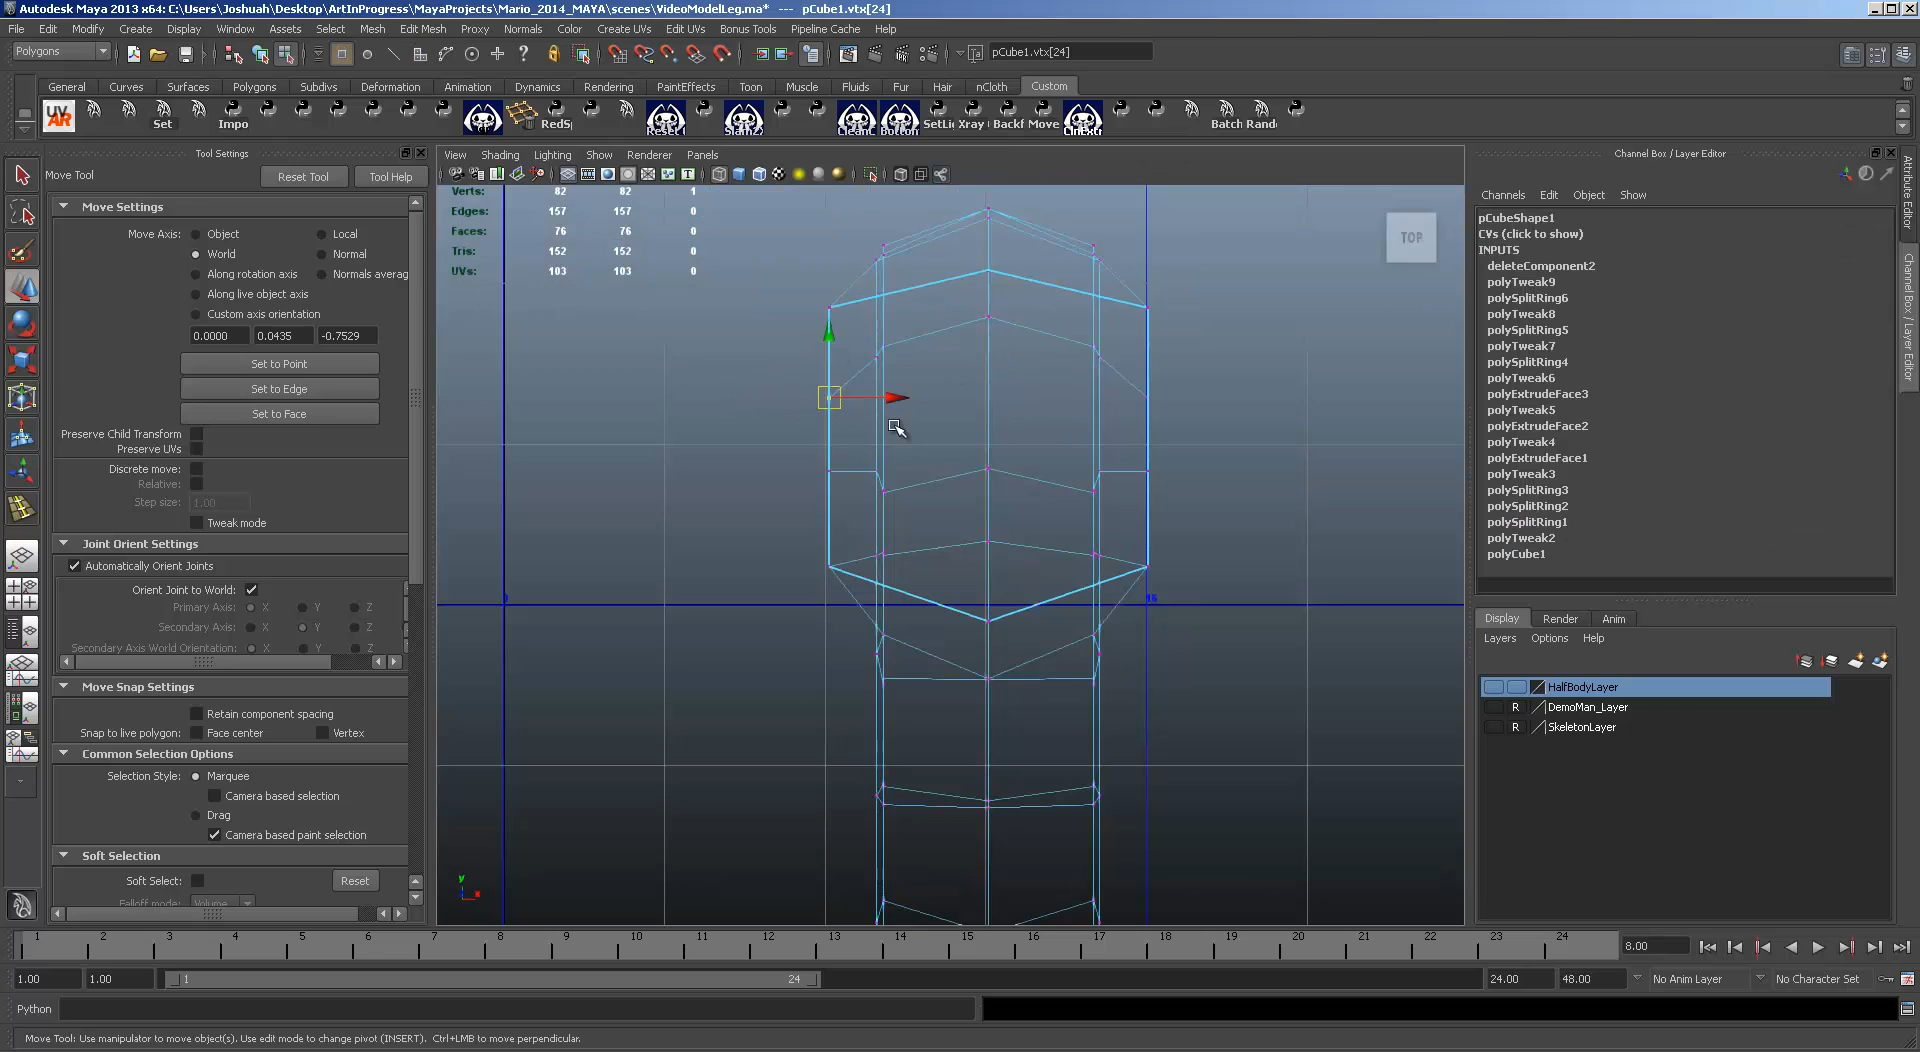 Autodesk Maya 2013 x64: C:\Users\Joshuah\Desktop\ArtInProgress\MayaProjects\Mario_2014_MAYA\scenes\VideoModelLeg.ma* --- pCube1.vtx[24]
File Edit Modify Create Display Window Assets Select Mesh Edit Mesh Proxy Normals Color Create UVs Edit UVs Bonus Tools Pipeline Cache Help
Polygons
pCube1.vtx[24]
General Curves Surfaces Polygons Subdivs Deformation Animation Dynamics Rendering PaintEffects Toon Muscle Fluids Fur Hair nCloth Custom
Set Impo RedS Reset CleanC SetLi Xray Backf Move Batch Rand
Tool Settings
Move Tool Reset Tool Tool Help
Move Settings
Move Axis: Object Local
World Normal
Along rotation axis Normals averag
Along live object axis
Custom axis orientation
0.0000 0.0435 -0.7529
Set to Point
Set to Edge
Set to Face
Preserve Child Transform
Preserve UVs
Discrete move:
Relative:
Step size: 1.00
Tweak mode
Joint Orient Settings
Automatically Orient Joints
Orient Joint to World:
Primary Axis: X Y Z
Secondary Axis: X Y Z
Secondary Axis World Orientation: X Y Z
Move Snap Settings
Retain component spacing
Snap to live polygon: Face center Vertex
Common Selection Options
Selection Style: Marquee
Camera based selection
Drag
Camera based paint selection
Soft Selection
Soft Select: Reset
Falloff mode: Volume
View Shading Lighting Show Renderer Panels
Verts: 82 82 1
Edges: 157 157 0
Faces: 76 76 0
Tris: 152 152 0
UVs: 103 103 0
TOP
y
x
Channel Box / Layer Editor
Channels Edit Object Show
pCubeShape1
CVs (click to show)
INPUTS
deleteComponent2
polyTweak9
polySplitRing6
polyTweak8
polySplitRing5
polyTweak7
polySplitRing4
polyTweak6
polyExtrudeFace3
polyTweak5
polyExtrudeFace2
polyTweak4
polyExtrudeFace1
polyTweak3
polySplitRing3
polySplitRing2
polySplitRing1
polyTweak2
polyCube1
Display Render Anim
Layers Options Help
HalfBodyLayer
R DemoMan_Layer
R SkeletonLayer
Attribute Editor
Channel Box / Layer Editor
1 2 3 4 5 6 7 8 9 10 11 12 13 14 15 16 17 18 19 20 21 22 23 24 8.00
1.00 1.00 1 24 24.00 48.00 No Anim Layer No Character Set
Python
Move Tool: Use manipulator to move object(s). Use edit mode to change pivot (INSERT). Ctrl+LMB to move perpendicular.